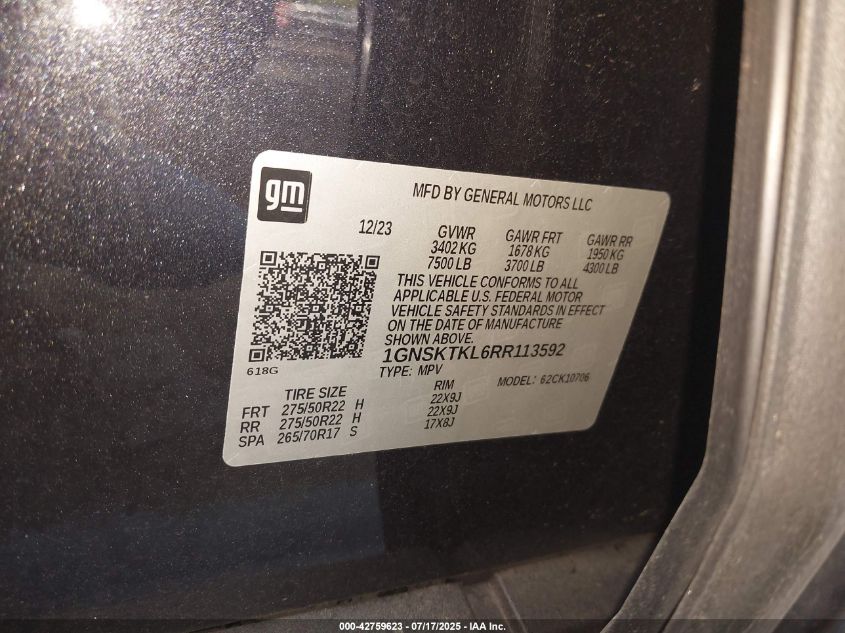 gm
MFD BY GENERAL MOTORS LLC
12/23
GVWR GAWR FRT GAWR RR
3402 KG 1678 KG 1950 KG
7500 LB 3700 LB 4300 LB
THIS VEHICLE CONFORMS TO ALL
APPLICABLE U.S. FEDERAL MOTOR
VEHICLE SAFETY STANDARDS IN EFFECT
ON THE DATE OF MANUFACTURE
SHOWN ABOVE.
1GNSKTKL6RR113592
618G
TYPE: MPV MODEL: 62CK10706
TIRE SIZE RIM
FRT 275/50R22 H 22X9J
RR 275/50R22 H 22X9J
SPA 265/70R17 S 17X8J
000-42759623 - 07/17/2025 - IAA Inc.